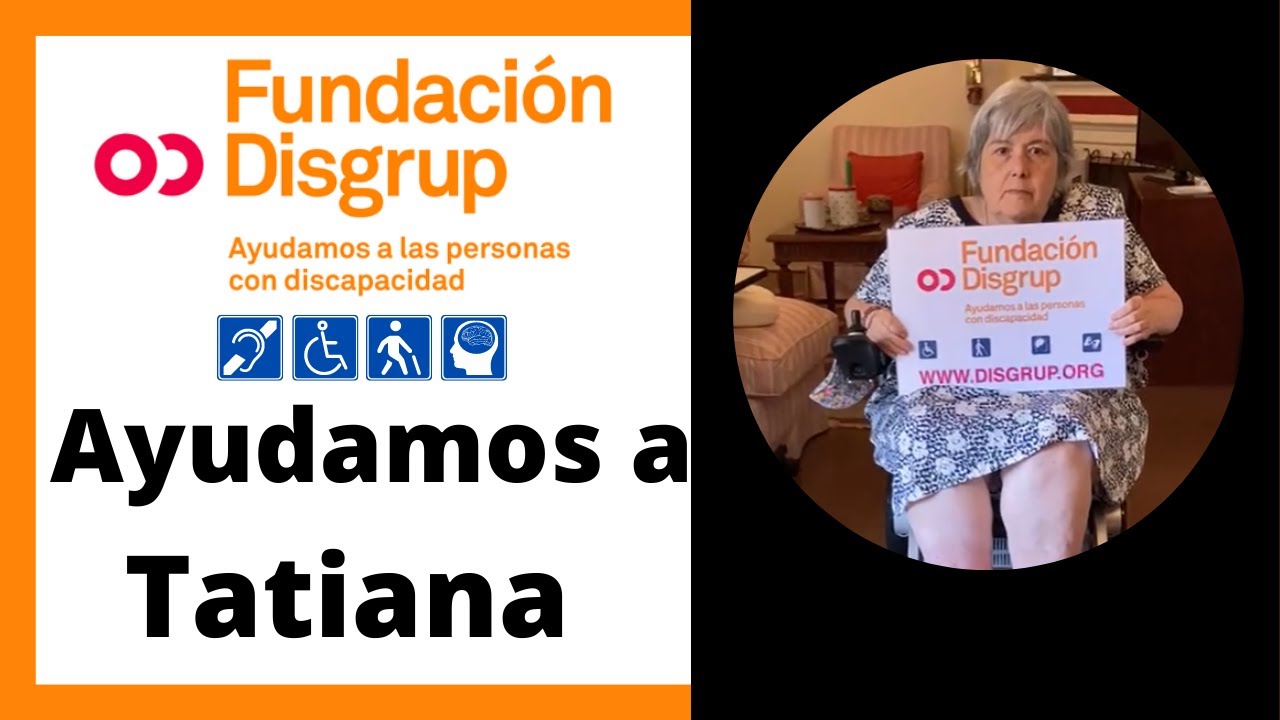 Fundación
Disgrup
Ayudamos a las personas
con discapacidad
Ayudamos a
Tatiana
Fundación
Disgrup
Ayudamos a las personas
con discapacidad
WWW.DISGRUP.ORG